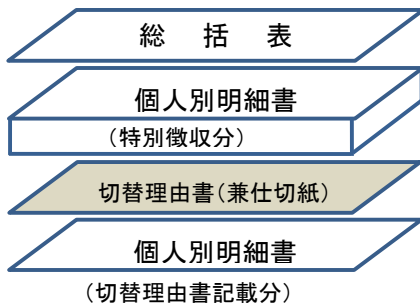 総 括 表
個人別明細書
（特別徴収分）
切替理由書（兼仕切紙）
個人別明細書
（切替理由書記載分）